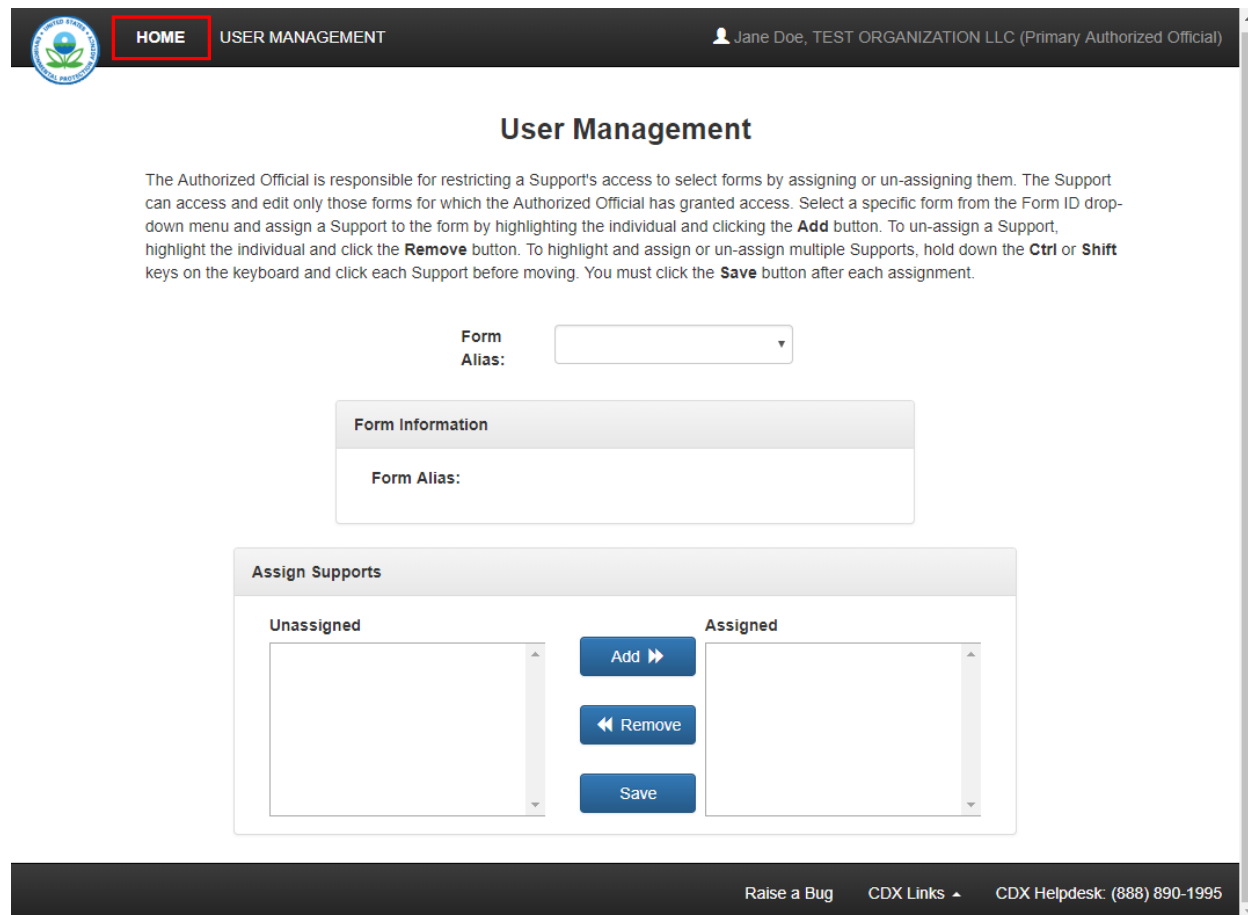 UNITED STATES
ENVIRONMENTAL PROTECTION AGENCY
HOME USER MANAGEMENT Jane Doe, TEST ORGANIZATION LLC (Primary Authorized Official)
User Management
The Authorized Official is responsible for restricting a Support's access to select forms by assigning or un-assigning them. The Support
can access and edit only those forms for which the Authorized Official has granted access. Select a specific form from the Form ID drop-
down menu and assign a Support to the form by highlighting the individual and clicking the Add button. To un-assign a Support,
highlight the individual and click the Remove button. To highlight and assign or un-assign multiple Supports, hold down the Ctrl or Shift
keys on the keyboard and click each Support before moving. You must click the Save button after each assignment.
Form
Alias:
Form Information
Form Alias:
Assign Supports
Unassigned Assigned
Add
Remove
Save
Raise a Bug CDX Links CDX Helpdesk: (888) 890-1995